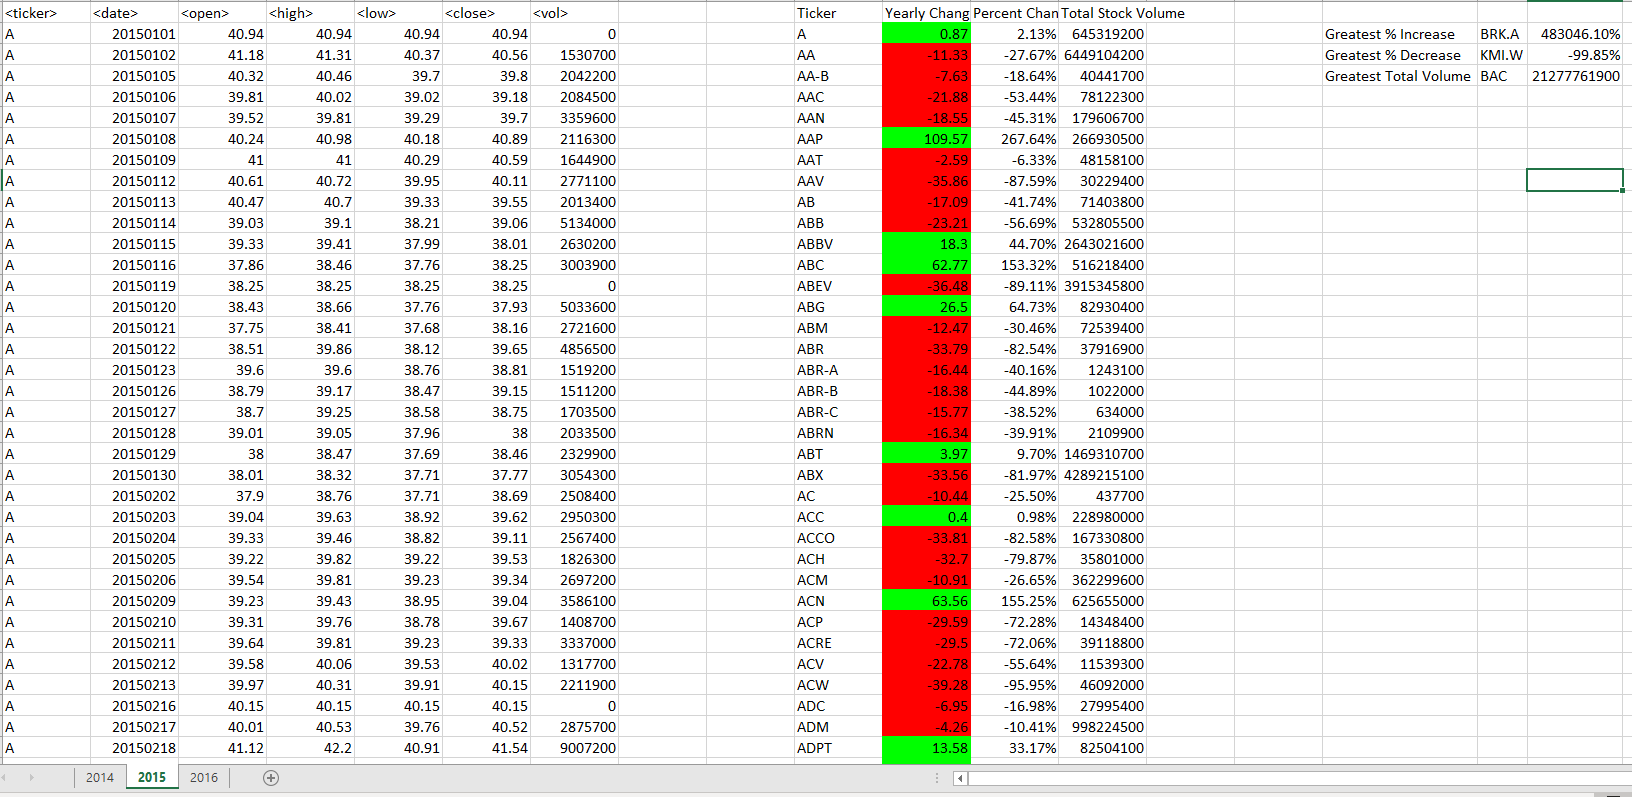 <ticker> <date> <open> <high> <low> <close> <vol> Ticker Yearly Chang Percent Chan Total Stock Volume
A 20150101 40.94 40.94 40.94 40.94 0 A 0.87 2.13% 645319200 Greatest % Increase BRK.A 483046.10%
A 20150102 41.18 41.31 40.37 40.56 1530700 AA -11.33 -27.67% 6449104200 Greatest % Decrease KMI.W -99.85%
A 20150105 40.32 40.46 39.7 39.8 2042200 AA-B -7.63 -18.64% 40441700 Greatest Total Volume BAC 21277761900
A 20150106 39.81 40.02 39.02 39.18 2084500 AAC -21.88 -53.44% 78122300
A 20150107 39.52 39.81 39.29 39.7 3359600 AAN -18.55 -45.31% 179606700
A 20150108 40.24 40.98 40.18 40.89 2116300 AAP 109.57 267.64% 266930500
A 20150109 41 41 40.29 40.59 1644900 AAT -2.59 -6.33% 48158100
A 20150112 40.61 40.72 39.95 40.11 2771100 AAV -35.86 -87.59% 30229400
A 20150113 40.47 40.7 39.33 39.55 2013400 AB -17.09 -41.74% 71403800
A 20150114 39.03 39.1 38.21 39.06 5134000 ABB -23.21 -56.69% 532805500
A 20150115 39.33 39.41 37.99 38.01 2630200 ABBV 18.3 44.70% 2643021600
A 20150116 37.86 38.46 37.76 38.25 3003900 ABC 62.77 153.32% 516218400
A 20150119 38.25 38.25 38.25 38.25 0 ABEV -36.48 -89.11% 3915345800
A 20150120 38.43 38.66 37.76 37.93 5033600 ABG 26.5 64.73% 82930400
A 20150121 37.75 38.41 37.68 38.16 2721600 ABM -12.47 -30.46% 72539400
A 20150122 38.51 39.86 38.12 39.65 4856500 ABR -33.79 -82.54% 37916900
A 20150123 39.6 39.6 38.76 38.81 1519200 ABR-A -16.44 -40.16% 1243100
A 20150126 38.79 39.17 38.47 39.15 1511200 ABR-B -18.38 -44.89% 1022000
A 20150127 38.7 39.25 38.58 38.75 1703500 ABR-C -15.77 -38.52% 634000
A 20150128 39.01 39.05 37.96 38 2033500 ABRN -16.34 -39.91% 2109900
A 20150129 38 38.47 37.69 38.46 2329900 ABT 3.97 9.70% 1469310700
A 20150130 38.01 38.32 37.71 37.77 3054300 ABX -33.56 -81.97% 4289215100
A 20150202 37.9 38.76 37.71 38.69 2508400 AC -10.44 -25.50% 437700
A 20150203 39.04 39.63 38.92 39.62 2950300 ACC 0.4 0.98% 228980000
A 20150204 39.33 39.46 38.82 39.11 2567400 ACCO -33.81 -82.58% 167330800
A 20150205 39.22 39.82 39.22 39.53 1826300 ACH -32.7 -79.87% 35801000
A 20150206 39.54 39.81 39.23 39.34 2697200 ACM -10.91 -26.65% 362299600
A 20150209 39.23 39.43 38.95 39.04 3586100 ACN 63.56 155.25% 625655000
A 20150210 39.31 39.76 38.78 39.67 1408700 ACP -29.59 -72.28% 14348400
A 20150211 39.64 39.81 39.23 39.33 3337000 ACRE -29.5 -72.06% 39118800
A 20150212 39.58 40.06 39.53 40.02 1317700 ACV -22.78 -55.64% 11539300
A 20150213 39.97 40.31 39.91 40.15 2211900 ACW -39.28 -95.95% 46092000
A 20150216 40.15 40.15 40.15 40.15 0 ADC -6.95 -16.98% 27995400
A 20150217 40.01 40.53 39.76 40.52 2875700 ADM -4.26 -10.41% 998224500
A 20150218 41.12 42.2 40.91 41.54 9007200 ADPT 13.58 33.17% 82504100
2014 2015 2016